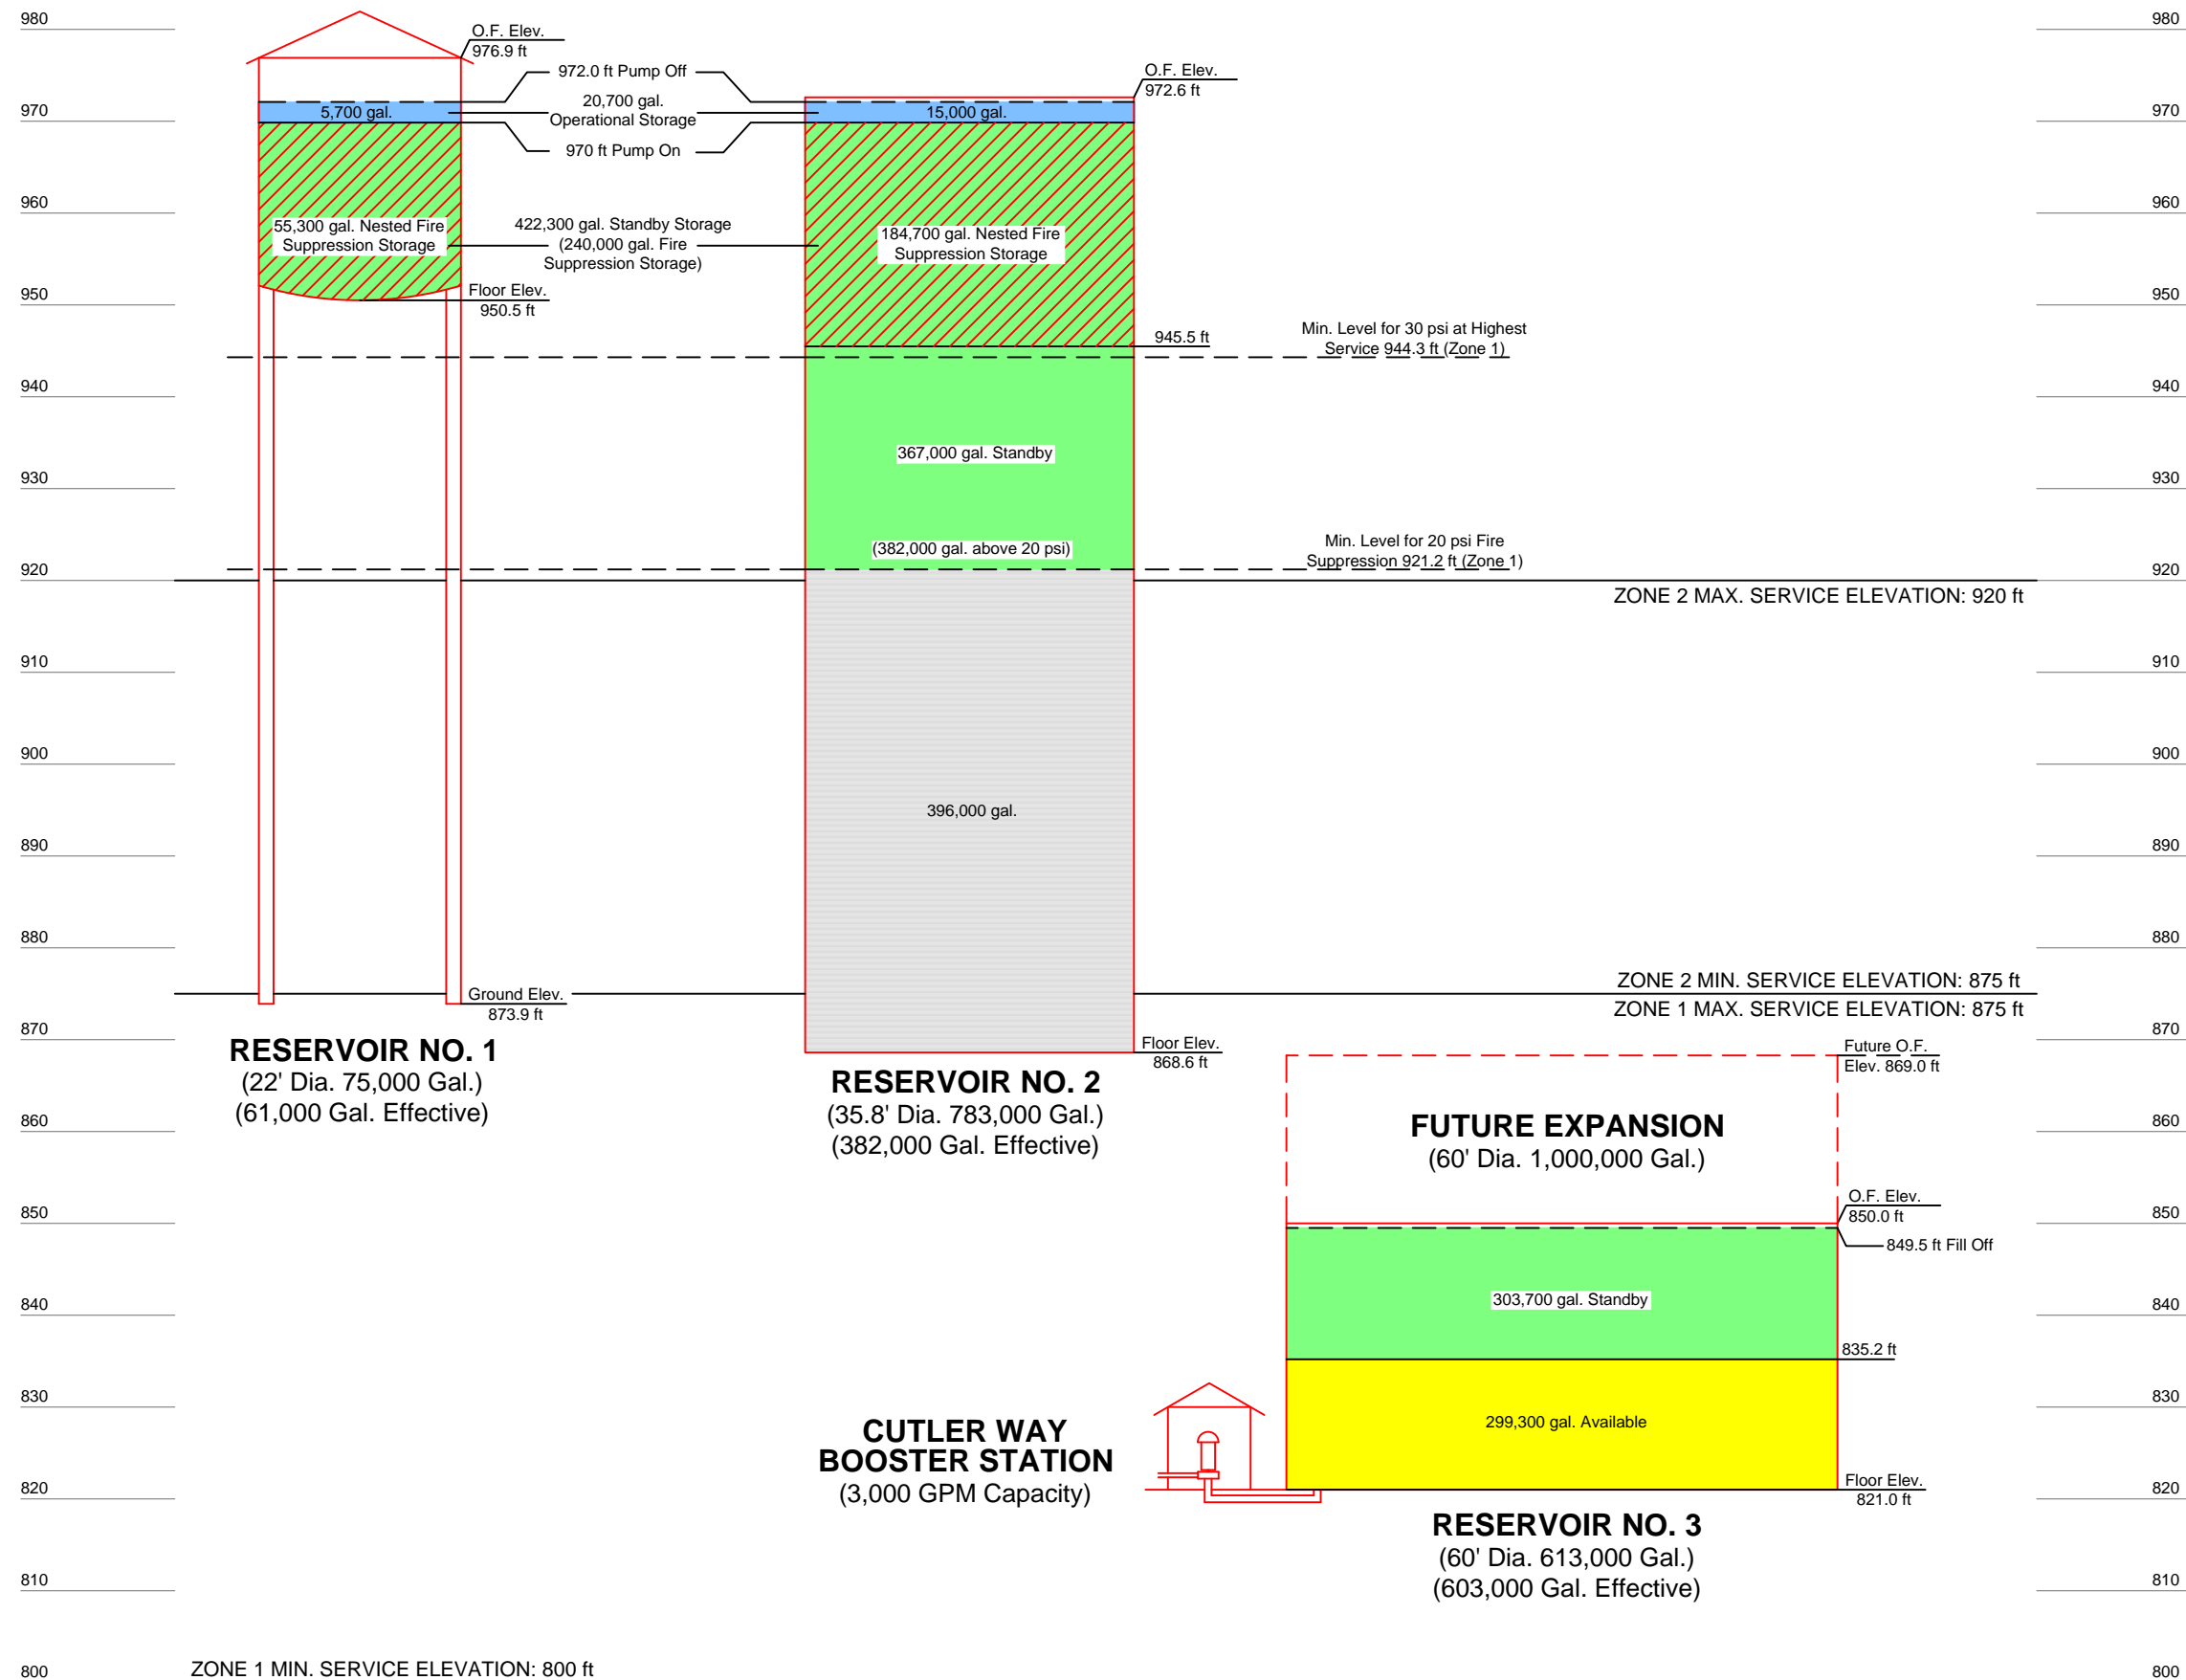 980
980
O.F. Elev.
976.9 ft
972.0 ft Pump Off
O.F. Elev.
972.6 ft
970
5,700 gal.
20,700 gal.
Operational Storage
15,000 gal.
970
970 ft Pump On
960
960
55,300 gal. Nested Fire
Suppression Storage
422,300 gal. Standby Storage
(240,000 gal. Fire
Suppression Storage)
184,700 gal. Nested Fire
Suppression Storage
950
Floor Elev.
950.5 ft
950
945.5 ft
Min. Level for 30 psi at Highest
Service 944.3 ft (Zone 1)
940
940
367,000 gal. Standby
930
930
(382,000 gal. above 20 psi)
Min. Level for 20 psi Fire
Suppression 921.2 ft (Zone 1)
920
920
ZONE 2 MAX. SERVICE ELEVATION: 920 ft
910
910
900
900
396,000 gal.
890
890
880
880
ZONE 2 MIN. SERVICE ELEVATION: 875 ft
Ground Elev.
873.9 ft
ZONE 1 MAX. SERVICE ELEVATION: 875 ft
870
870
RESERVOIR NO. 1
(22' Dia. 75,000 Gal.)
(61,000 Gal. Effective)
Floor Elev.
868.6 ft
Future O.F.
Elev. 869.0 ft
RESERVOIR NO. 2
(35.8' Dia. 783,000 Gal.)
(382,000 Gal. Effective)
860
860
FUTURE EXPANSION
(60' Dia. 1,000,000 Gal.)
850
O.F. Elev.
850.0 ft
850
849.5 ft Fill Off
840
303,700 gal. Standby
840
835.2 ft
830
830
CUTLER WAY
BOOSTER STATION
(3,000 GPM Capacity)
299,300 gal. Available
820
Floor Elev.
821.0 ft
820
RESERVOIR NO. 3
(60' Dia. 613,000 Gal.)
(603,000 Gal. Effective)
810
810
800
ZONE 1 MIN. SERVICE ELEVATION: 800 ft
800